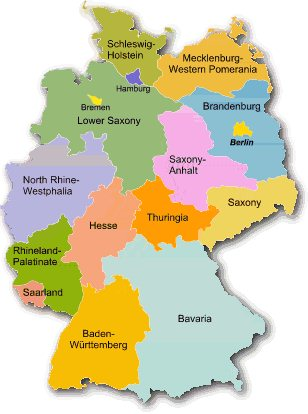 Schleswig-
Holstein
Mecklenburg-
Western Pomerania
Hamburg
Bremen
Lower Saxony
Brandenburg
Berlin
Saxony-
Anhalt
North Rhine-
Westphalia
Saxony
Thuringia
Hesse
Rhineland-
Palatinate
Saarland
Bavaria
Baden-
Württemberg